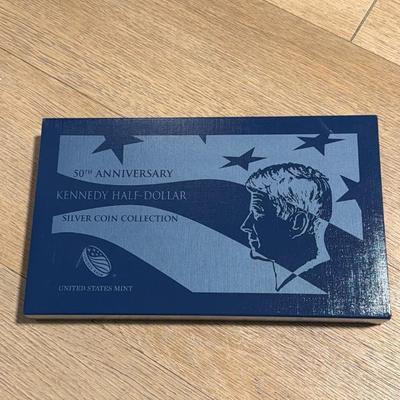 50TH ANNIVERSARY
KENNEDY HALF-DOLLAR
SILVER COIN COLLECTION
UNITED STATES MINT